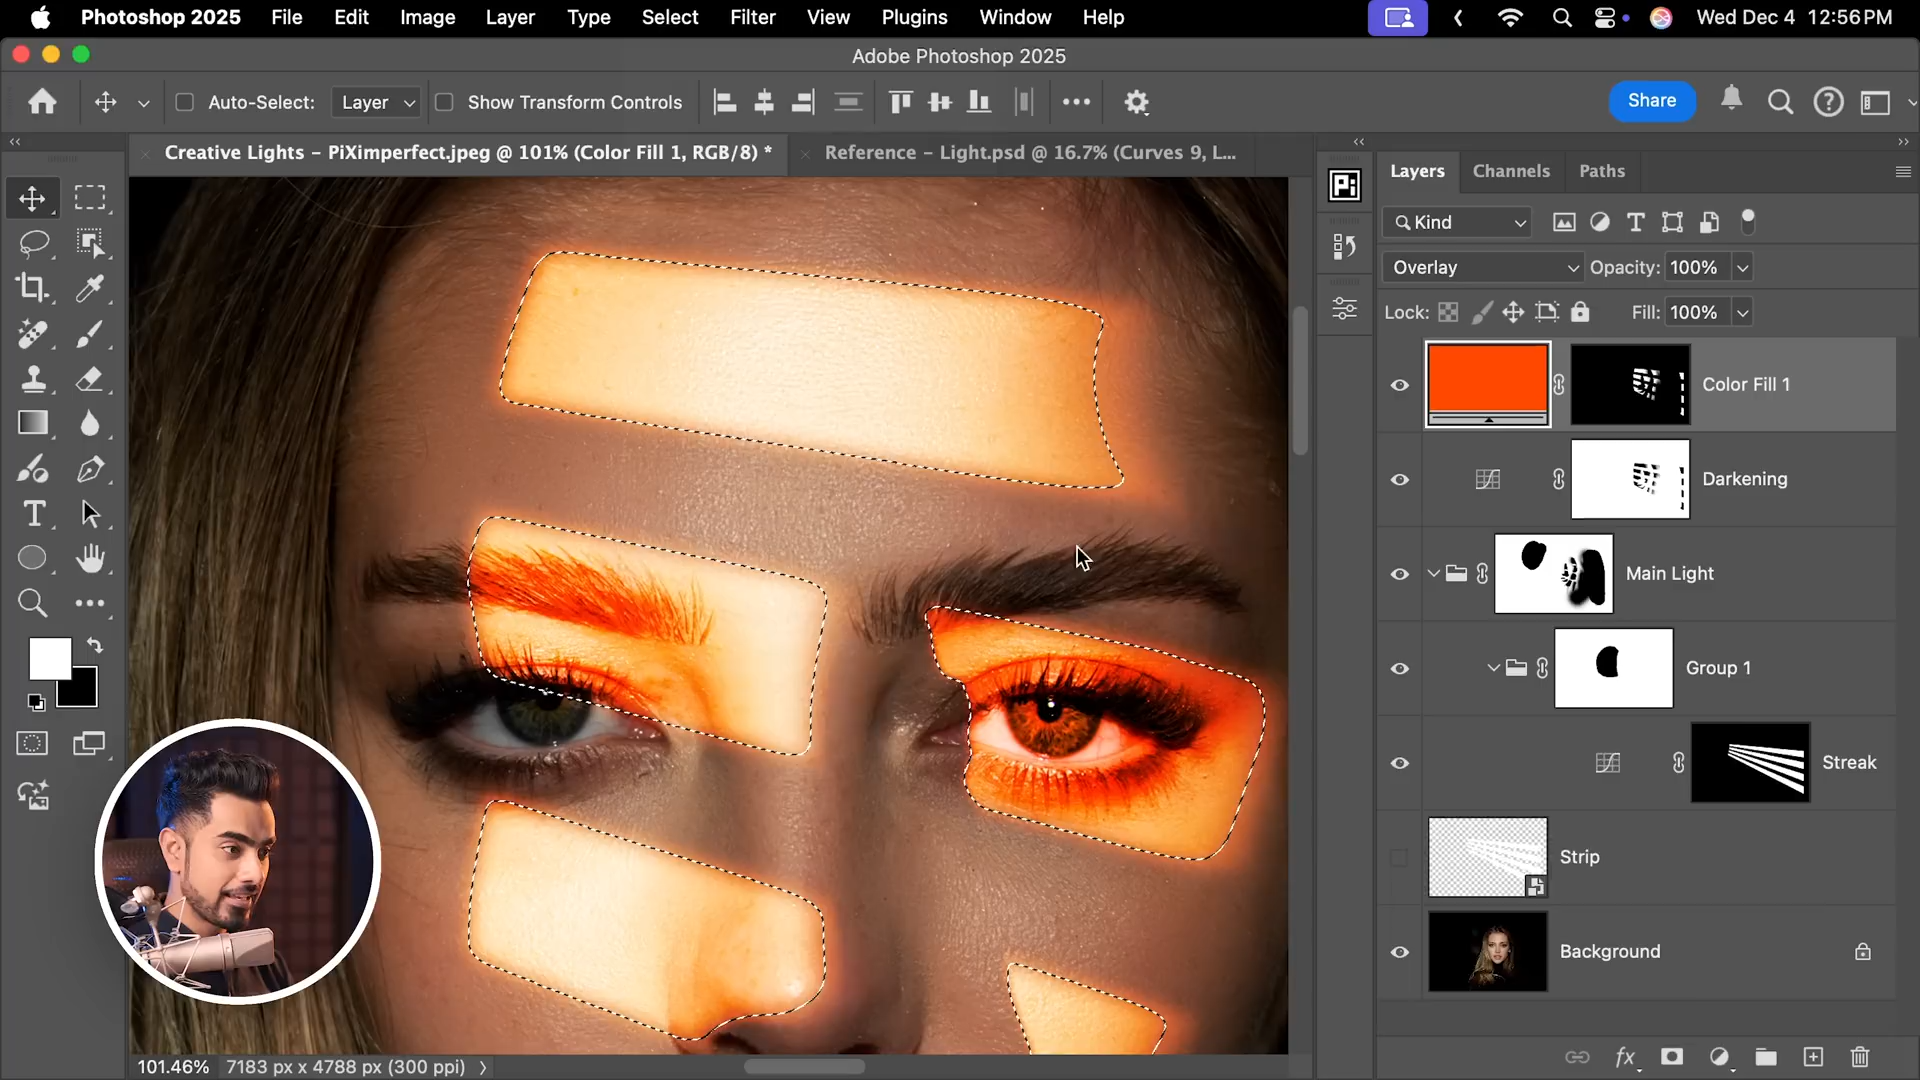 Photoshop 2025 File Edit Image Layer Type Select Filter View Plugins Window Help Wed Dec 4 12:56 PM
Adobe Photoshop 2025
Auto-Select: Layer Show Transform Controls Share
Creative Lights - PiXimperfect.jpeg @ 101% (Color Fill 1, RGB/8) * Reference - Light.psd @ 16.7% (Curves 9, L...
Pi
Layers Channels Paths
Kind
Overlay Opacity: 100%
Lock: Fill: 100%
Color Fill 1
Darkening
Main Light
Group 1
Streak
Strip
Background
fx
101.46% 7183 px x 4788 px (300 ppi)